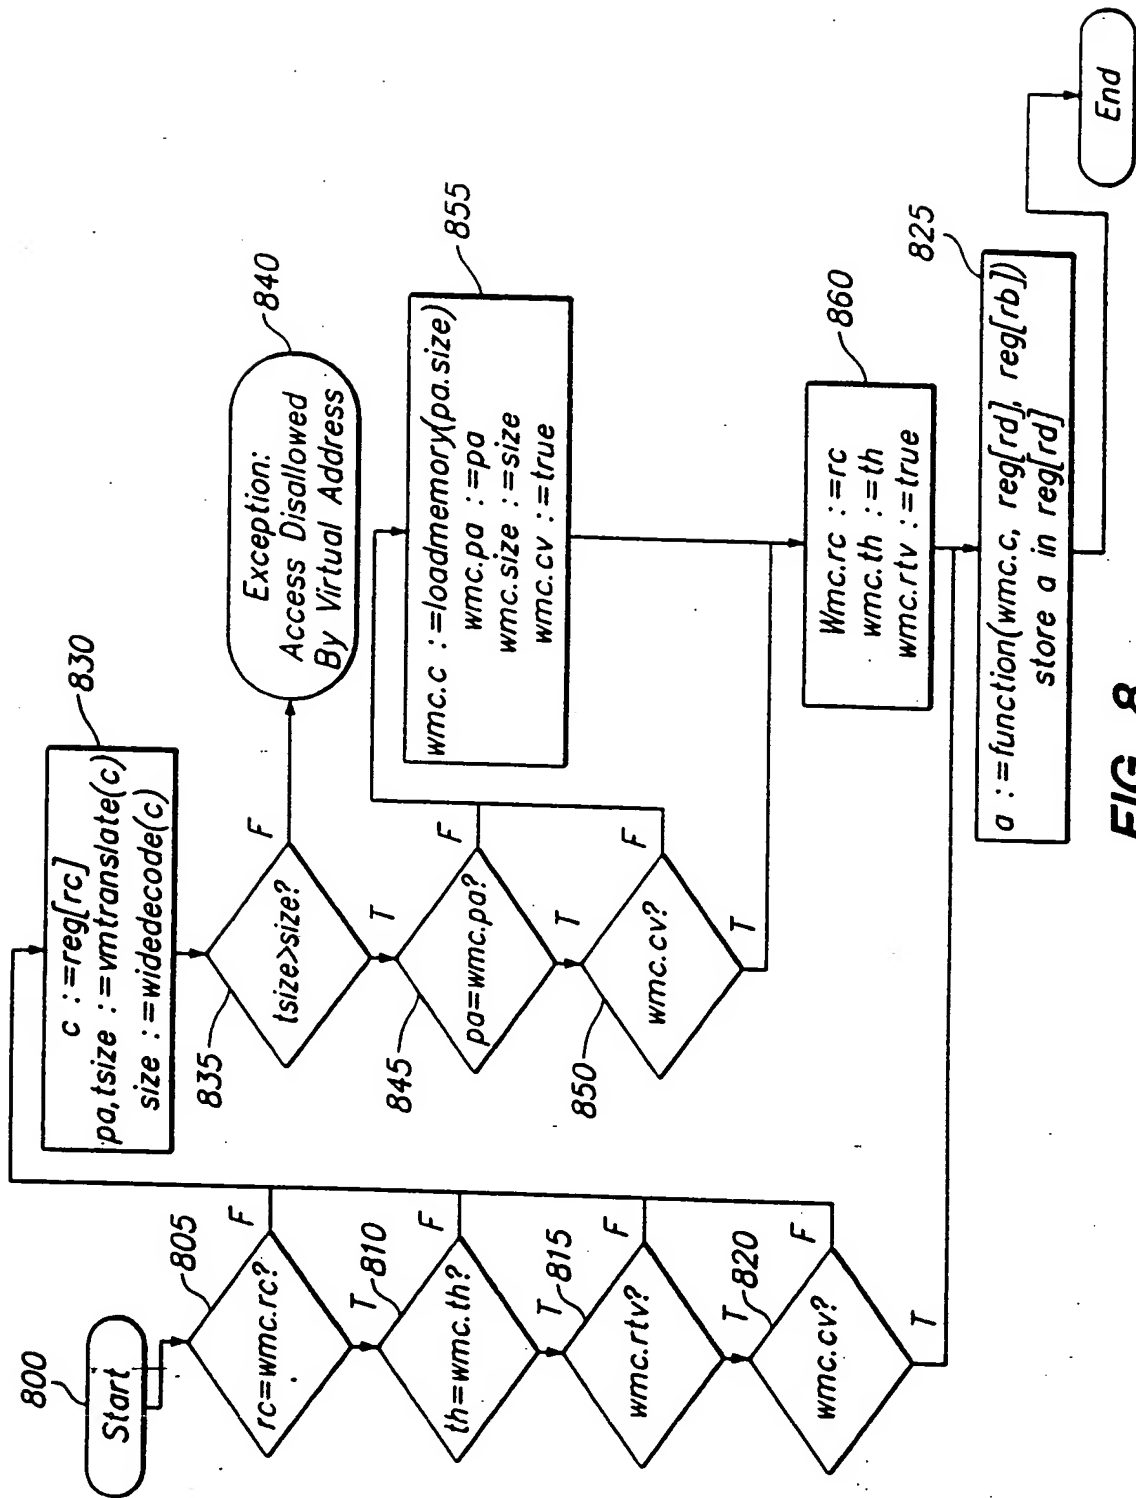 800
Start
805
rc=wmc.rc?
F
T
810
th=wmc.th?
F
T
815
wmc.rtv?
F
T
820
wmc.cv?
F
T
830
c :=reg[rc]
pa,tsize :=vmtranslate(c)
size :=widedecode(c)
835
tsize>size?
F
T
840
Exception:
Access Disallowed
By Virtual Address
845
pa=wmc.pa?
F
T
850
wmc.cv?
F
T
855
wmc.c :=loadmemory(pa.size)
wmc.pa :=pa
wmc.size :=size
wmc.cv :=true
860
Wmc.rc :=rc
wmc.th :=th
wmc.rtv :=true
825
a :=function(wmc.c, reg[rd], reg[rb])
store a in reg[rd]
End
FIG. 8